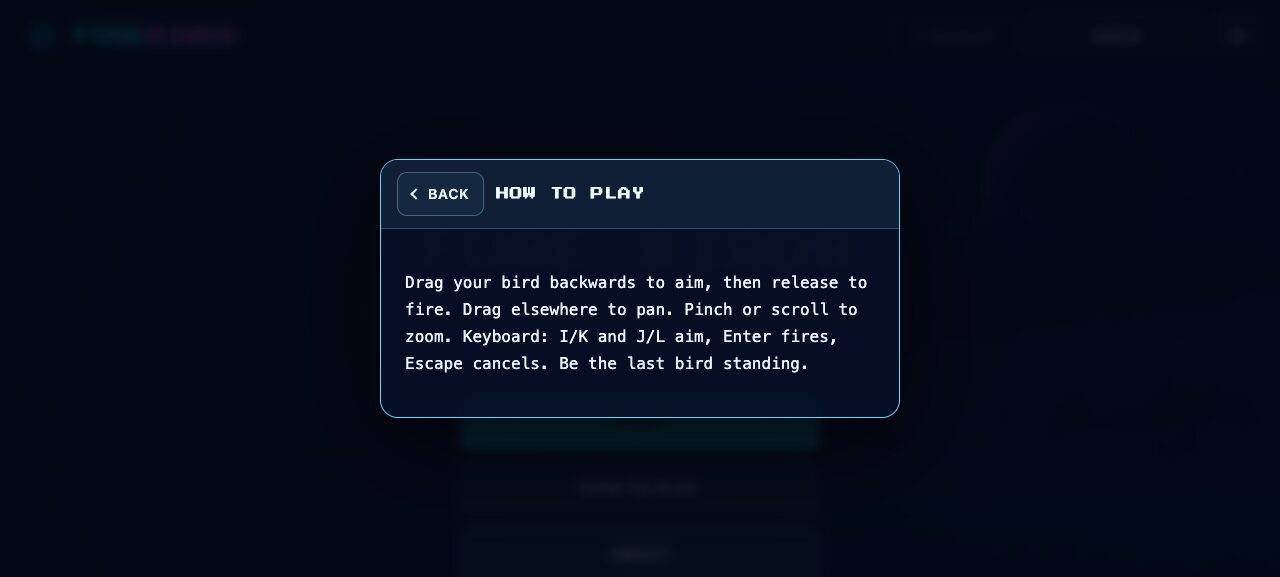 BACK
HOW TO PLAY
Drag your bird backwards to aim, then release to
fire. Drag elsewhere to pan. Pinch or scroll to
zoom. Keyboard: I/K and J/L aim, Enter fires,
Escape cancels. Be the last bird standing.